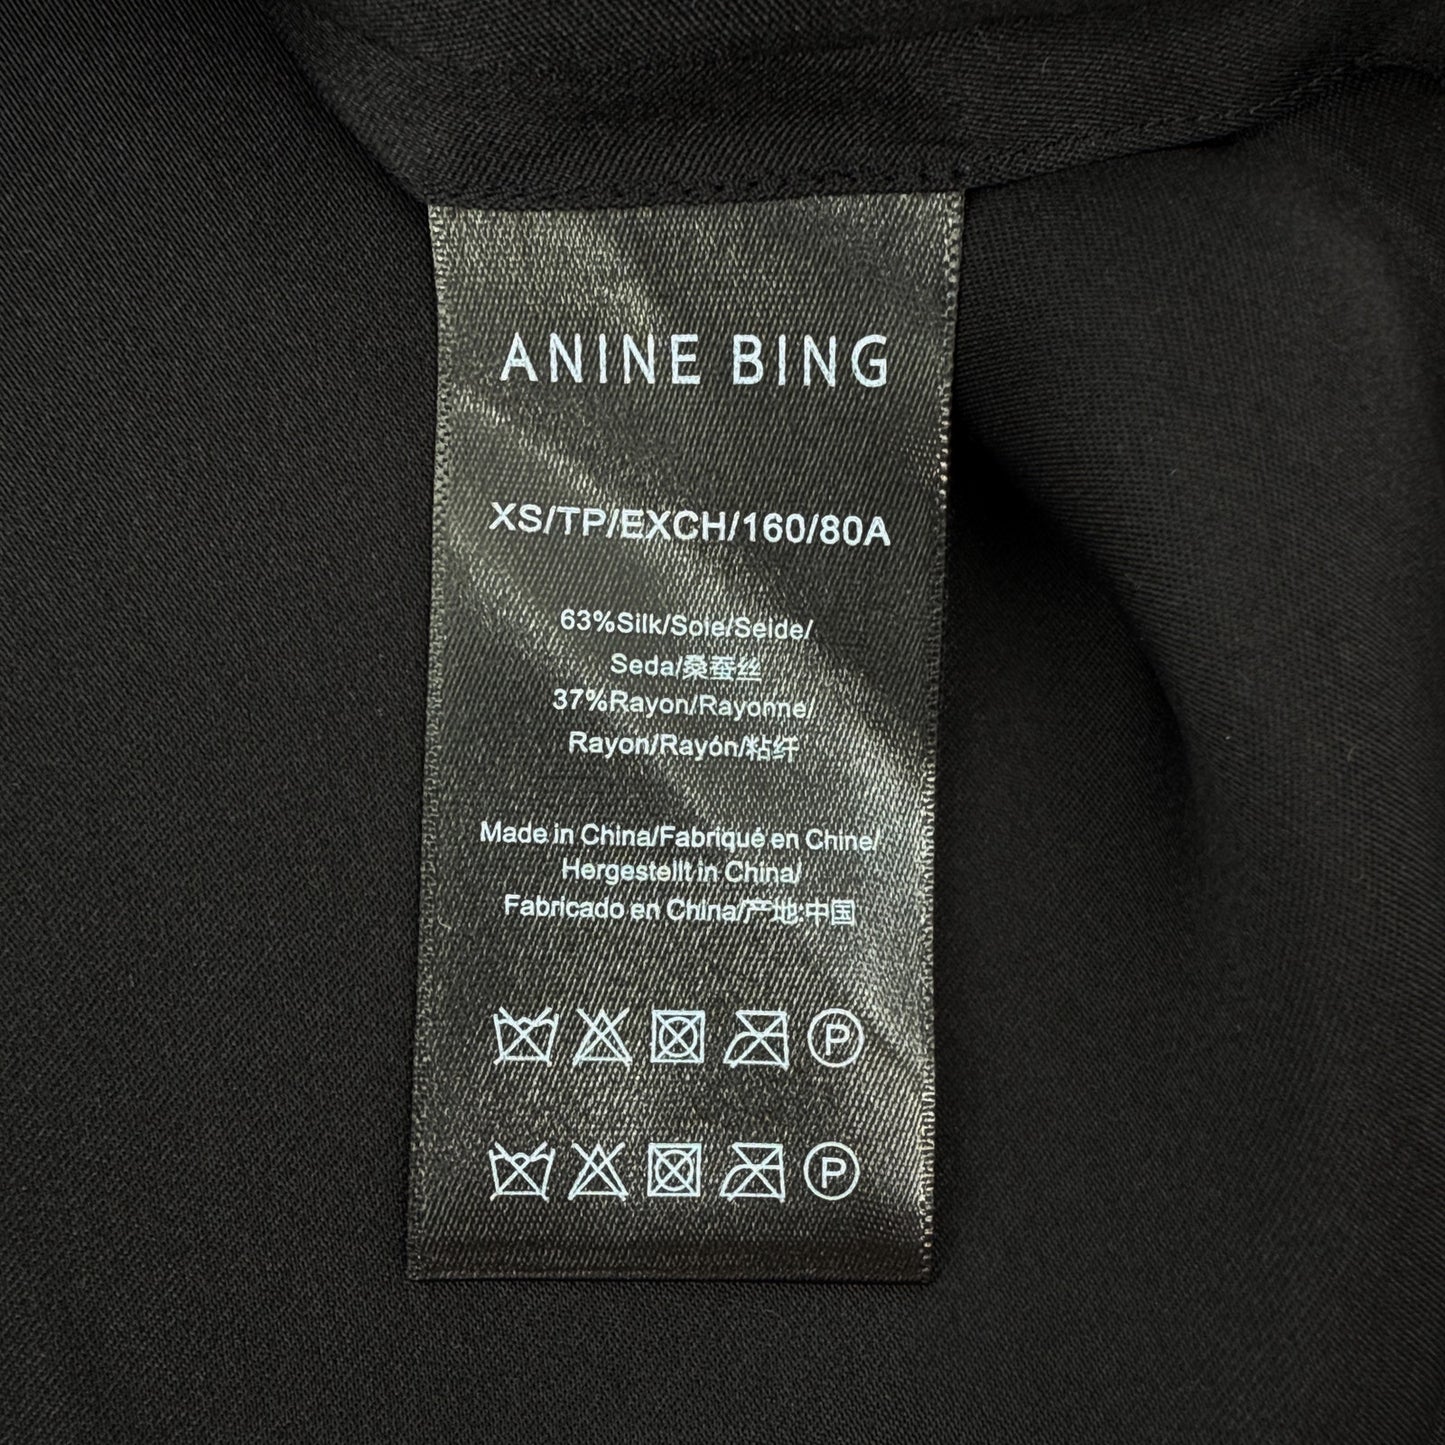 ANINE BING
XS/TP/EXCH/160/80A
63%Silk/Soie/Seide/
Seda/桑蚕丝
37%Rayon/Rayonne/
Rayon/Rayón/粘纤
Made in China/Fabriqué en Chine/
Hergestellt in China/
Fabricado en China/产地:中国
P
P